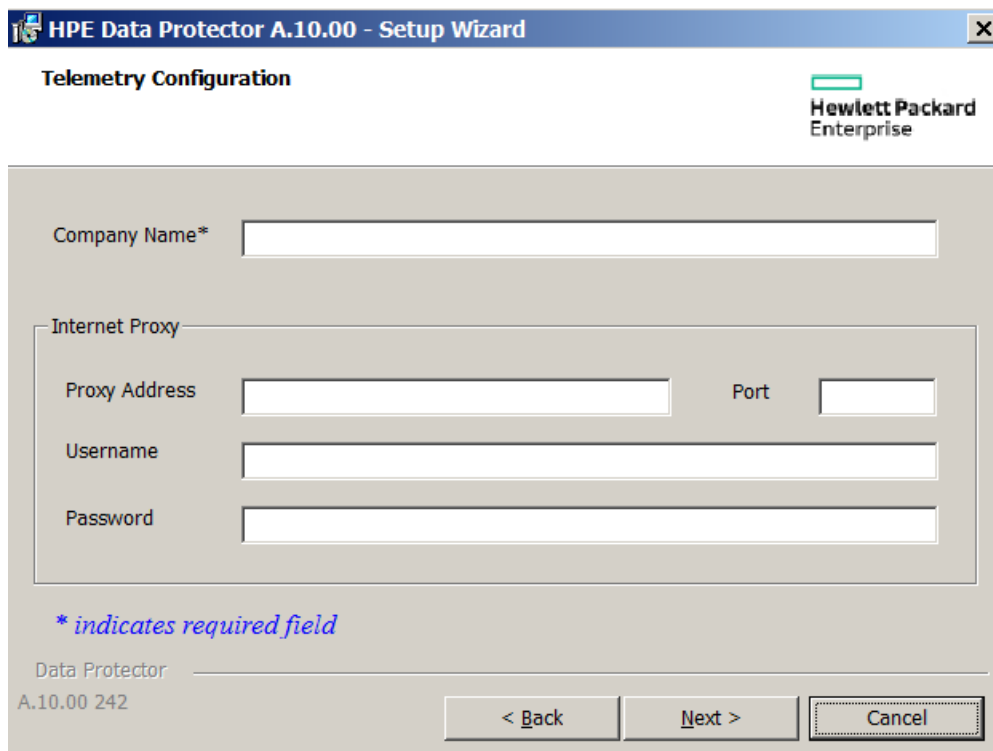 HPE Data Protector A.10.00 - Setup Wizard
Telemetry Configuration
Hewlett Packard
Enterprise
Company Name*
Internet Proxy
Proxy Address
Port
Username
Password
* indicates required field
Data Protector
A.10.00 242
< Back
Next >
Cancel